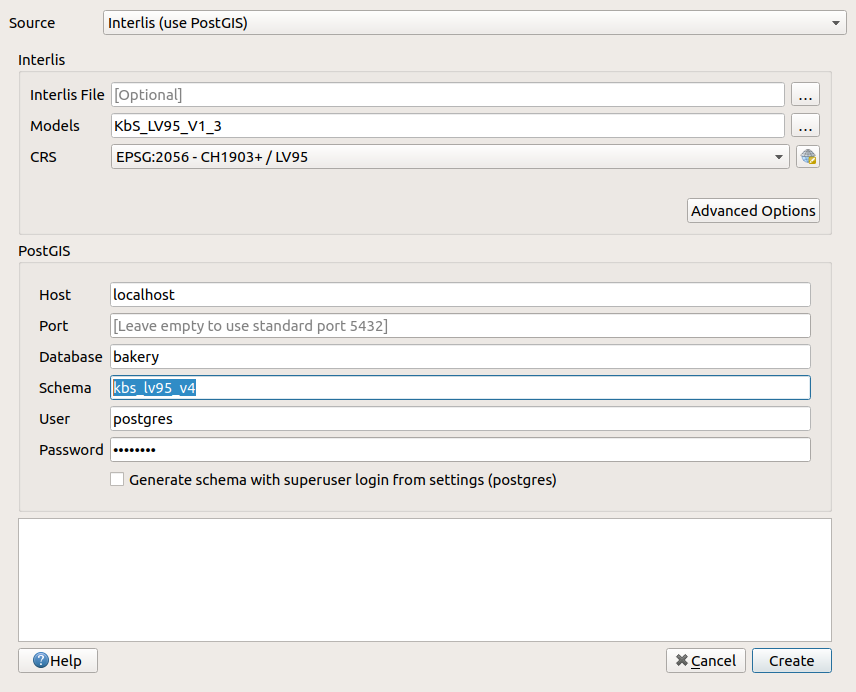 Source Interlis (use PostGIS)
Interlis
Interlis File [Optional] ...
Models KbS_LV95_V1_3 ...
CRS EPSG:2056 - CH1903+ / LV95
Advanced Options
PostGIS
Host localhost
Port [Leave empty to use standard port 5432]
Database bakery
Schema kbs_lv95_v4
User postgres
Password ••••••••
Generate schema with superuser login from settings (postgres)
Help Cancel Create